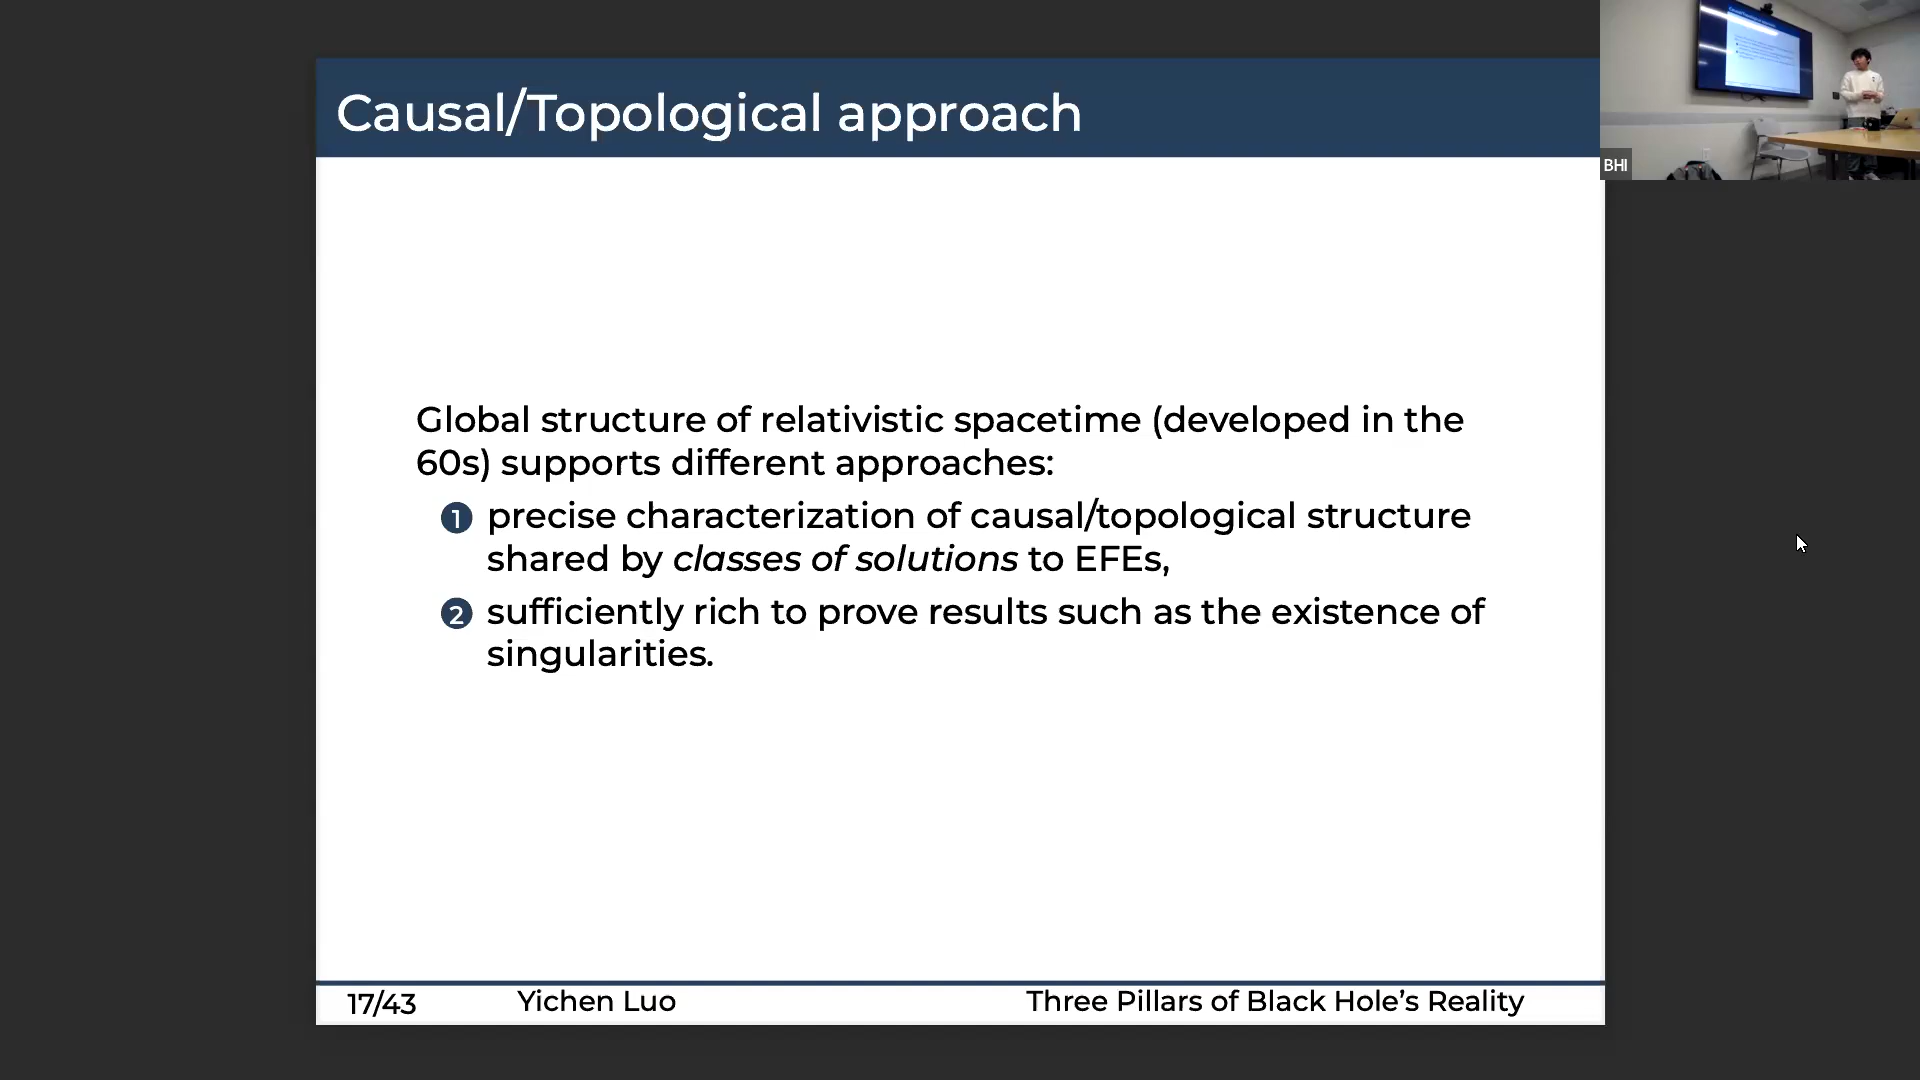 Causal/Topological approach
BHI
Global structure of relativistic spacetime (developed in the
60s) supports different approaches:
1 precise characterization of causal/topological structure
shared by classes of solutions to EFEs,
2 sufficiently rich to prove results such as the existence of
singularities.
17/43 Yichen Luo Three Pillars of Black Hole’s Reality